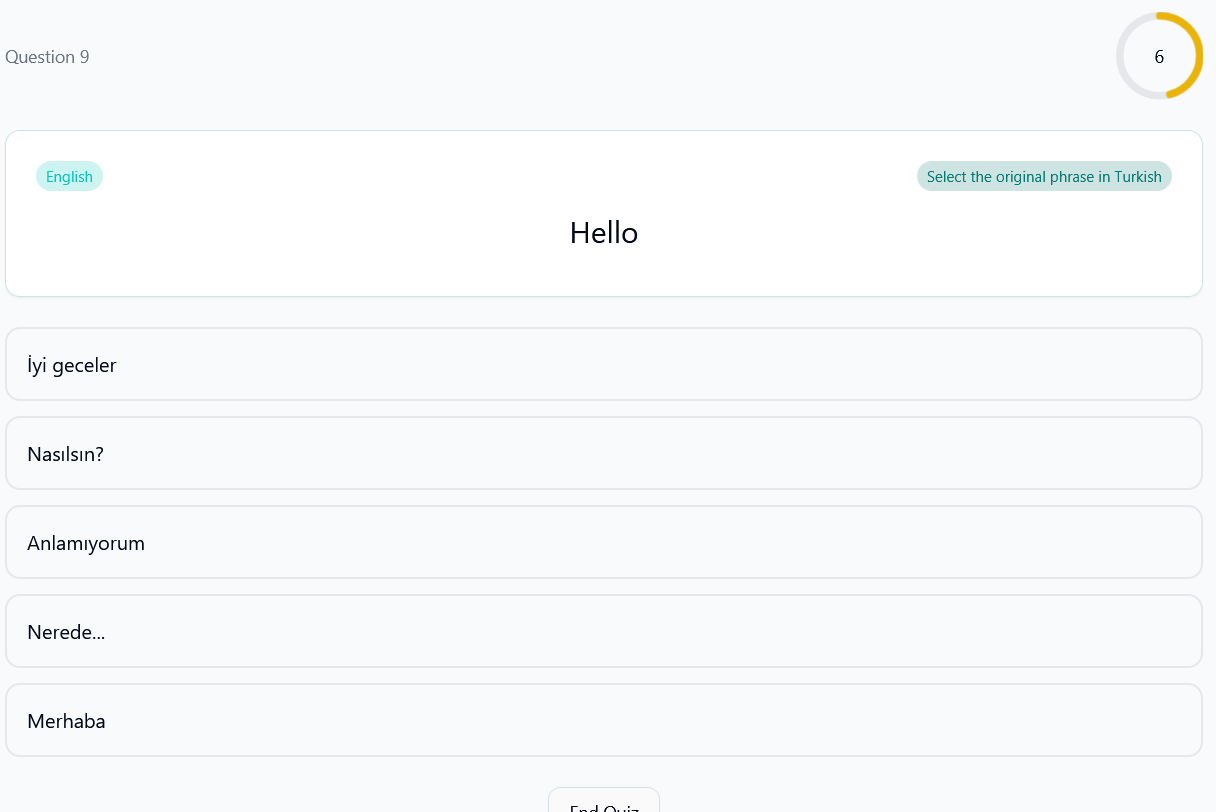 Question 9
6
English
Select the original phrase in Turkish
Hello
İyi geceler
Nasılsın?
Anlamıyorum
Nerede...
Merhaba
End Quiz